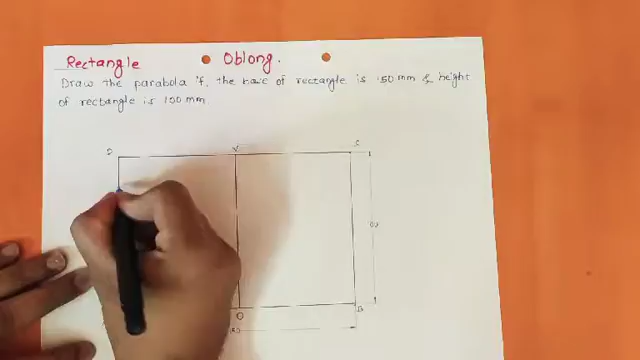 Rectangle Oblong.
Draw the parabola if the base of rectangle is 150 mm & height
of rectangle is 100 mm
D V C
O B